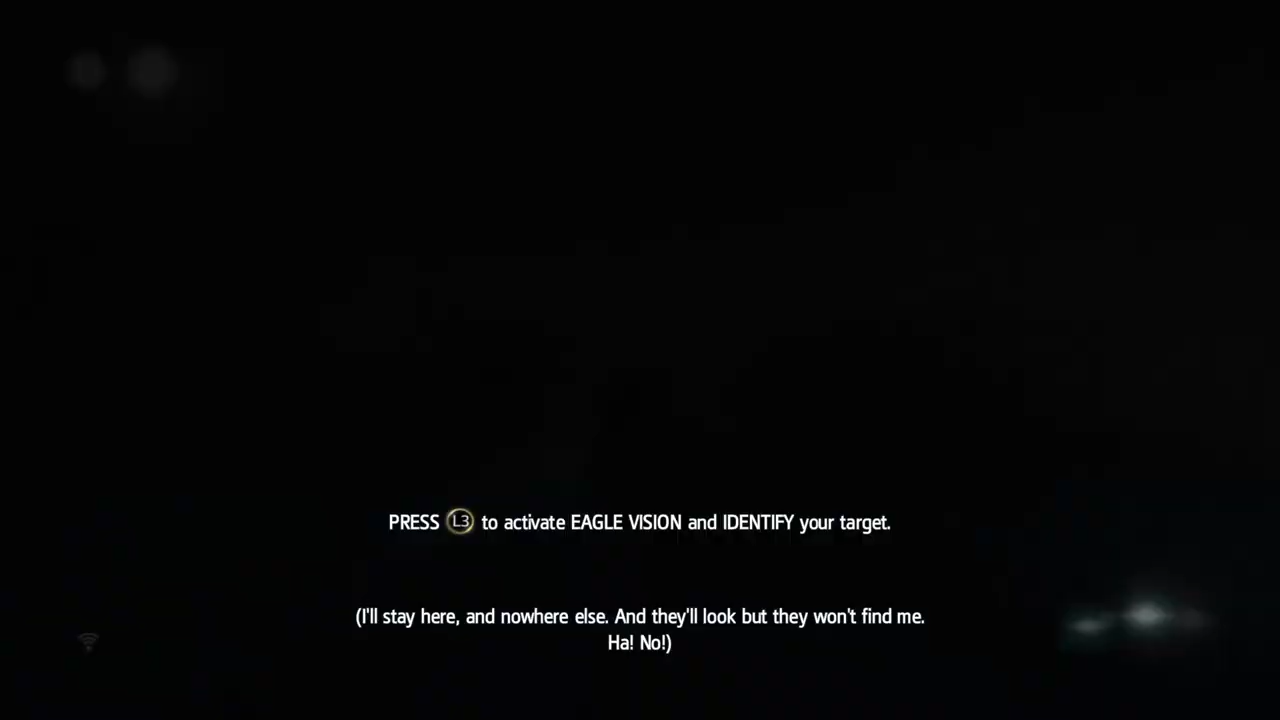 PRESS L3 to activate EAGLE VISION and IDENTIFY your target.
(I'll stay here, and nowhere else. And they'll look but they won't find me.
Ha! No!)